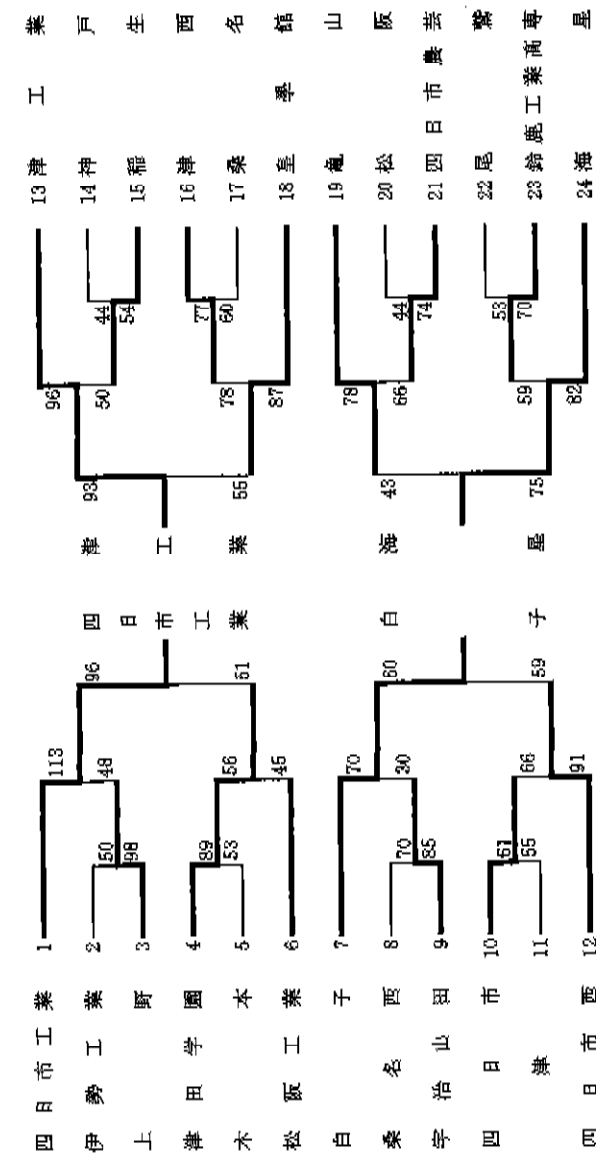 四日市工業 1
伊勢工業 2
上野 3
津田学園 4
木本 5
松阪工業 6
白子 7
桑名西 8
宇治山田 9
四日市 10
津 11
四日市西 12
50
98
89
53
70
85
61
55
113
48
56
45
70
30
66
91
96
61
60
59
四日市工業
白子
津工業
海星
93
55
43
75
96
50
78
87
78
66
59
82
44
54
77
60
44
74
53
70
13 津工業
14 神戸
15 稲生
16 津西
17 桑名
18 皇學館
19 亀山
20 松阪
21 四日市農芸
22 尾鷲
23 鈴鹿工業高専
24 海星